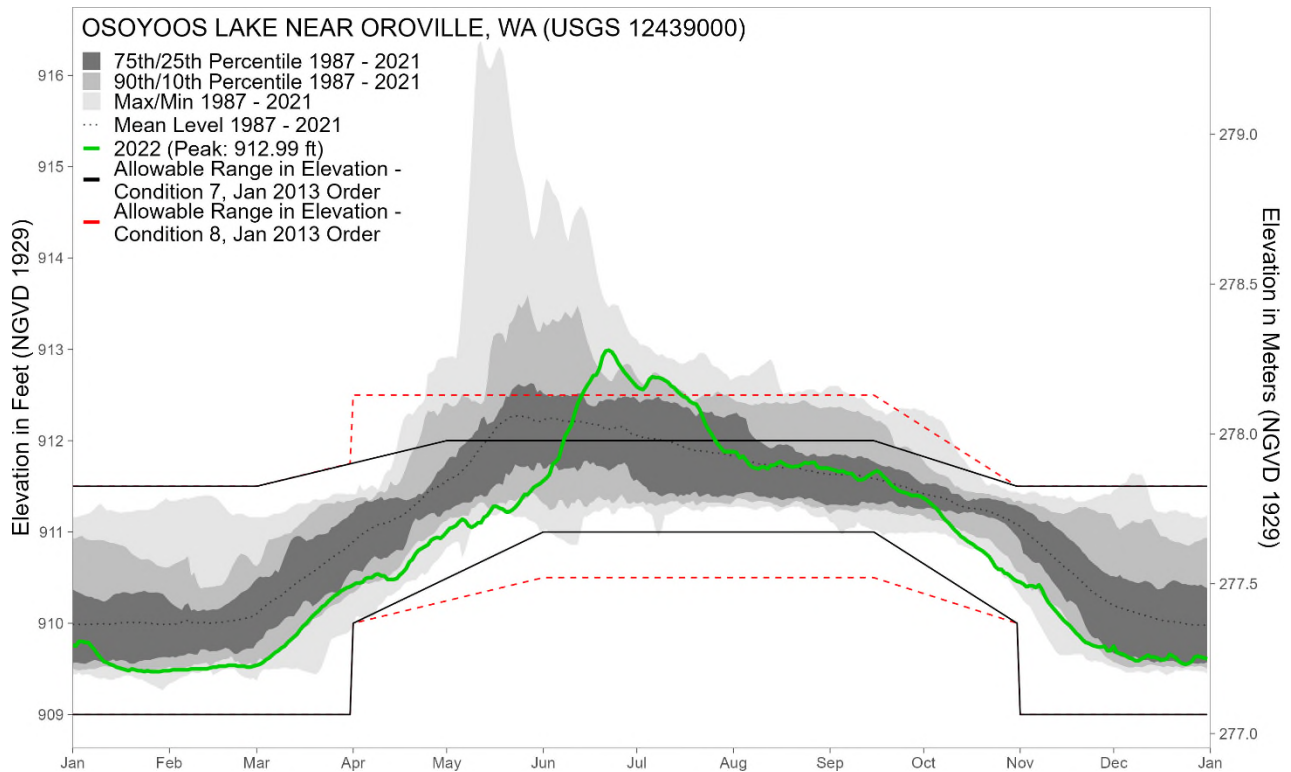 OSOYOOS LAKE NEAR OROVILLE, WA (USGS 12439000)
75th/25th Percentile 1987 - 2021
90th/10th Percentile 1987 - 2021
Max/Min 1987 - 2021
Mean Level 1987 - 2021
2022 (Peak: 912.99 ft)
Allowable Range in Elevation -
Condition 7, Jan 2013 Order
Allowable Range in Elevation -
Condition 8, Jan 2013 Order
Elevation in Feet (NGVD 1929)
916
915
914
913
912
911
910
909
Elevation in Meters (NGVD 1929)
279.0
278.5
278.0
277.5
277.0
Jan Feb Mar Apr May Jun Jul Aug Sep Oct Nov Dec Jan